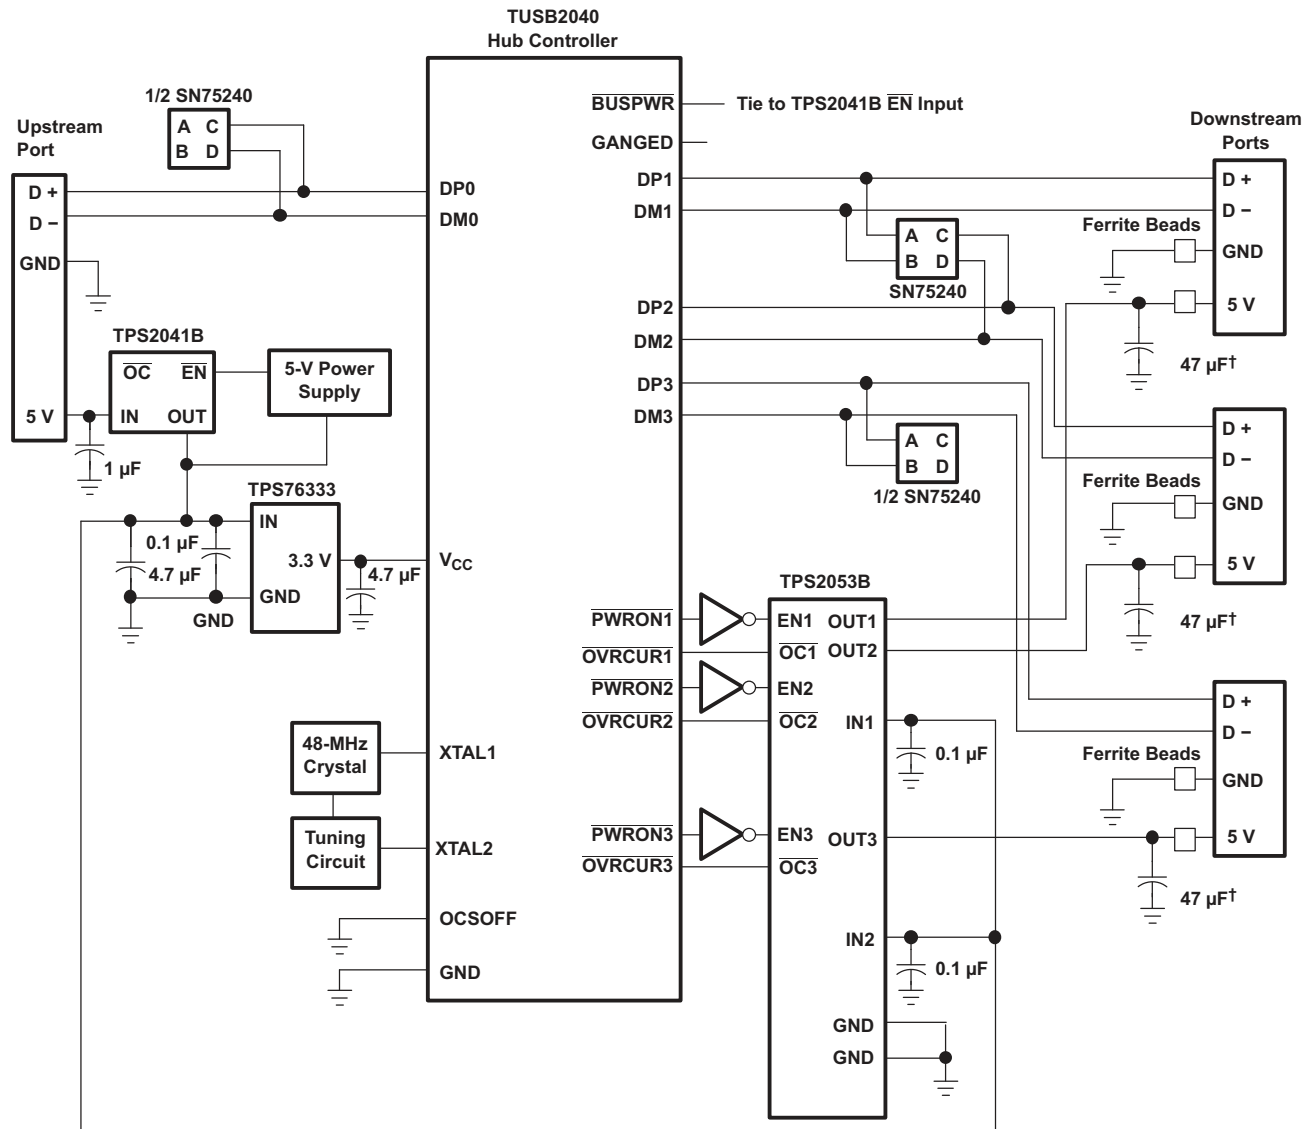 TUSB2040
Hub Controller
1/2 SN75240
A C
B D
Upstream
Port
D +
D −
GND
5 V
TPS2041B
OC EN
IN OUT
5-V Power
Supply
1 µF
TPS76333
IN
3.3 V
GND
0.1 µF
4.7 µF
GND
4.7 µF
48-MHz
Crystal
Tuning
Circuit
DP0
DM0
VCC
XTAL1
XTAL2
OCSOFF
GND
BUSPWR
GANGED
DP1
DM1
DP2
DM2
DP3
DM3
PWRON1
OVRCUR1
PWRON2
OVRCUR2
PWRON3
OVRCUR3
Tie to TPS2041B EN Input
A C
B D
SN75240
A C
B D
1/2 SN75240
TPS2053B
EN1 OUT1
OC1 OUT2
EN2
OC2 IN1
EN3 OUT3
OC3
IN2
GND
GND
0.1 µF
0.1 µF
Downstream
Ports
D +
D −
Ferrite Beads
GND
5 V
47 µF†
D +
D −
Ferrite Beads
GND
5 V
47 µF†
D +
D −
Ferrite Beads
GND
5 V
47 µF†